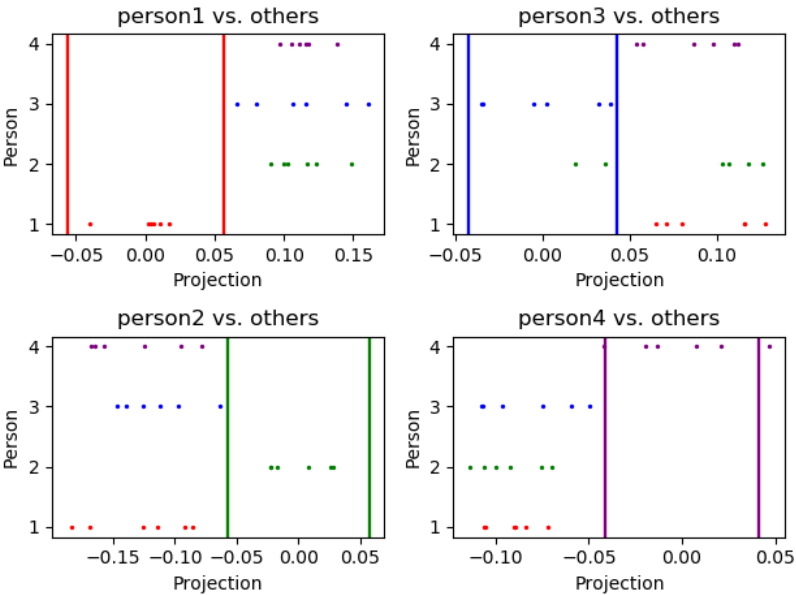 person1 vs. others
4
3
2
1
Person
−0.05 0.00 0.05 0.10 0.15
Projection
person3 vs. others
4
3
2
1
Person
−0.05 0.00 0.05 0.10
Projection
person2 vs. others
4
3
2
1
Person
−0.15 −0.10 −0.05 0.00 0.05
Projection
person4 vs. others
4
3
2
1
Person
−0.10 −0.05 0.00 0.05
Projection